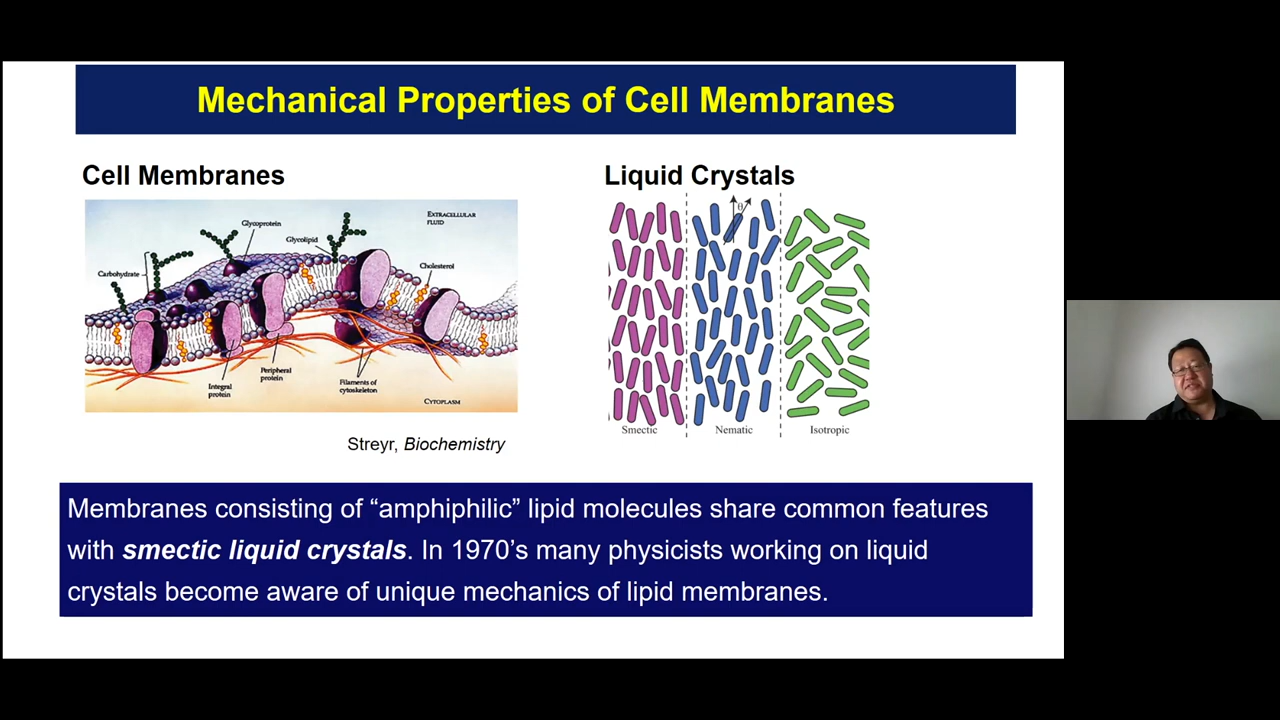 Mechanical Properties of Cell Membranes
Cell Membranes
Glycoprotein
EXTRACELLULAR
FLUID
Glycolipid
Carbohydrate
Cholesterol
Integral
protein
Peripheral
protein
Filaments of
cytoskeleton
CYTOPLASM
Streyr, Biochemistry
Liquid Crystals
θ
Smectic
Nematic
Isotropic
Membranes consisting of “amphiphilic” lipid molecules share common features
with smectic liquid crystals. In 1970’s many physicists working on liquid
crystals become aware of unique mechanics of lipid membranes.